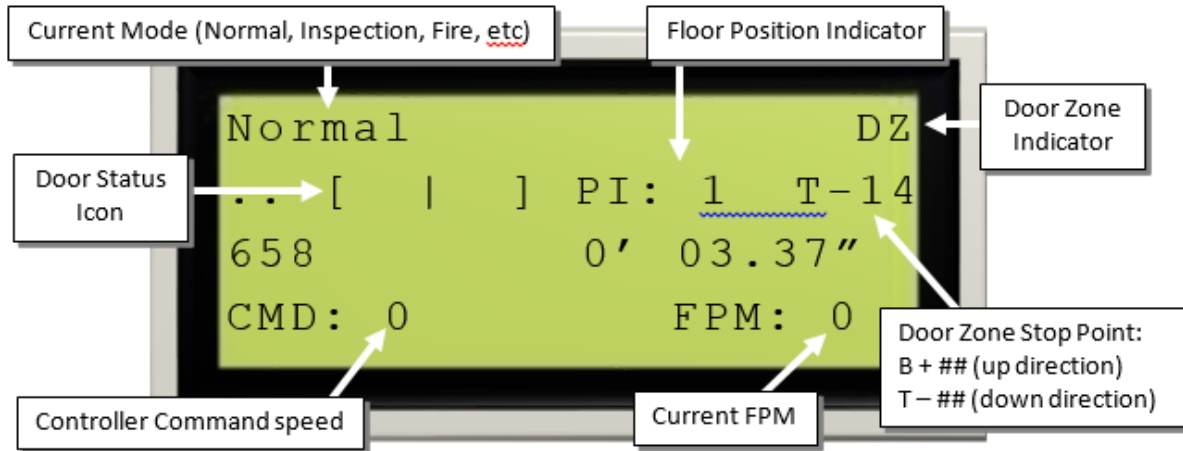 Current Mode (Normal, Inspection, Fire, etc)
Floor Position Indicator
Normal
DZ
Door Zone
Indicator
Door Status
Icon
.. [ | ] PI: 1 T-14
658
0' 03.37"
CMD: 0
FPM: 0
Door Zone Stop Point:
B + ## (up direction)
T – ## (down direction)
Controller Command speed
Current FPM